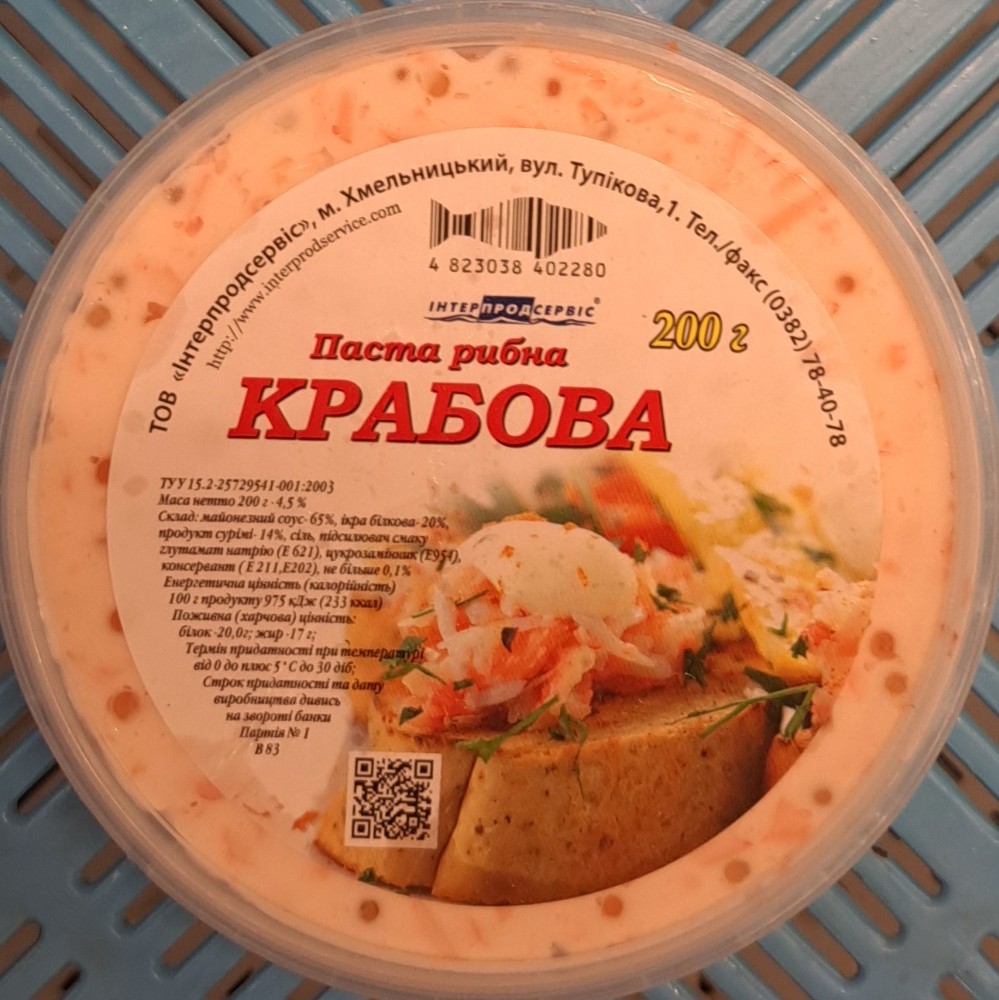 ТОВ «Інтерпродсервіс», м. Хмельницький, вул. Тупікова,1. Тел./факс (0382) 78-40-78
http://www.interprodservice.com
4 823038 402280
ІНТЕРПРОДСЕРВІС®
200 г
Паста рибна
КРАБОВА
ТУ У 15.2-25729541-001:2003
Маса нетто 200 г - 4,5 %
Склад: майонезний соус- 65%, ікра білкова- 20%,
продукт сурімі- 14%, сіль, підсилювач смаку
глутамат натрію (Е 621), цукрозамінник (Е954),
консервант ( Е 211,Е202), не більше 0,1%
Енергетична цінність (калорійність)
100 г продукту 975 кДж (233 ккал)
Поживна (харчова) цінність:
білок -20,0г; жир -17 г;
Термін придатності при температурі
від 0 до плюс 5°С до 30 діб;
Строк придатності та дату
виробництва дивись
на звороті банки
Партія № 1
В 83